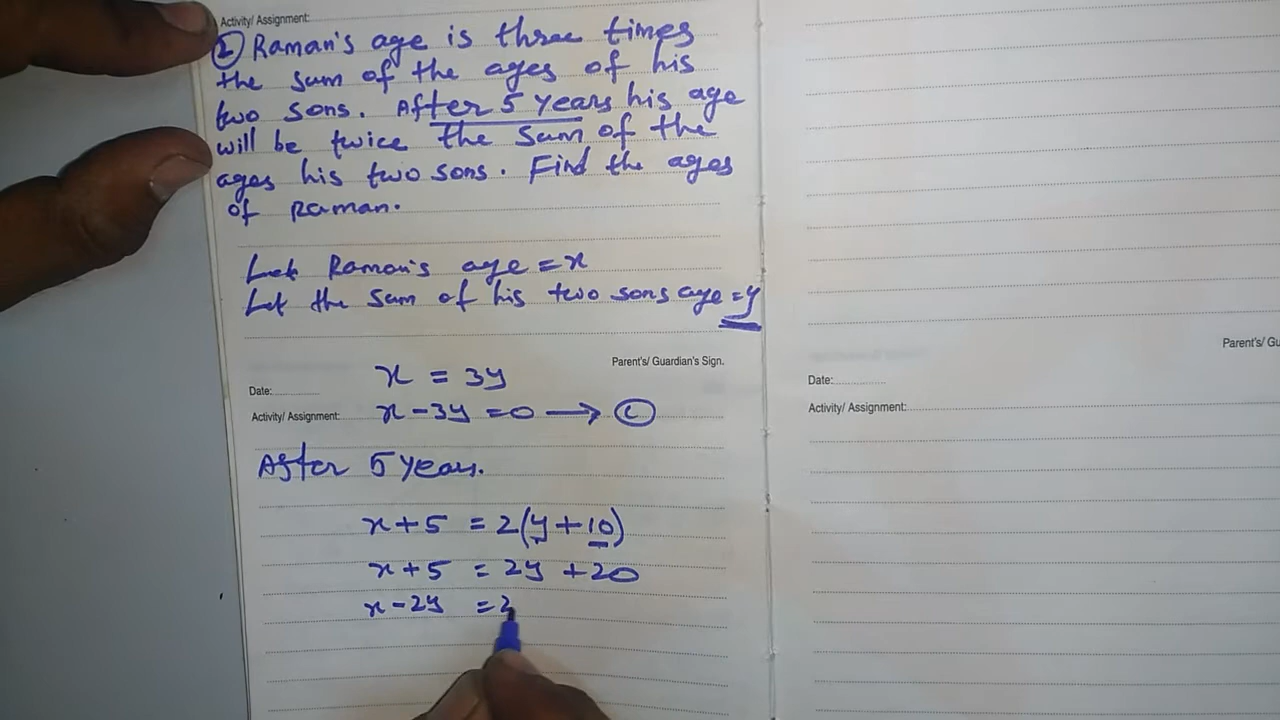 Activity/ Assignment:
② Raman's age is three times
the sum of the ages of his
two sons. After 5 years his age
will be twice the sum of the
ages his two sons. Find the ages
of Raman.
Let Raman's age = x
Let the sum of his two sons age = y
Parent's/ Guardian's Sign.
x = 3y
Date:
Activity/ Assignment: x - 3y = 0 →
After 5 years.
x + 5 = 2(y + 10)
x + 5 = 2y + 20
x - 2y = 2
Parent's/ Gu
Date:
Activity/ Assignment: